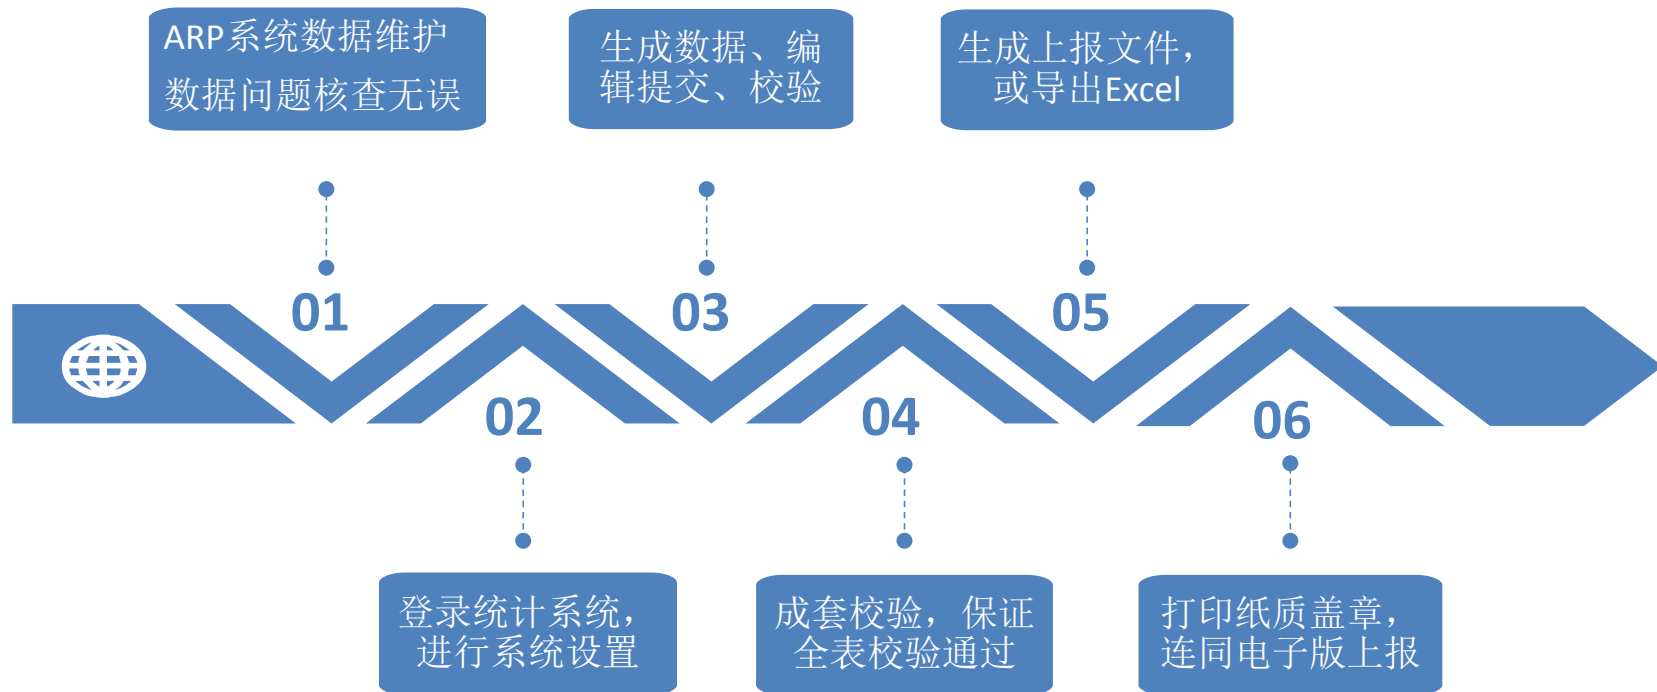 ARP系统数据维护
数据问题核查无误
生成数据、编
辑提交、校验
生成上报文件，
或导出Excel
01
03
05
02
04
06
登录统计系统，
进行系统设置
成套校验，保证
全表校验通过
打印纸质盖章，
连同电子版上报